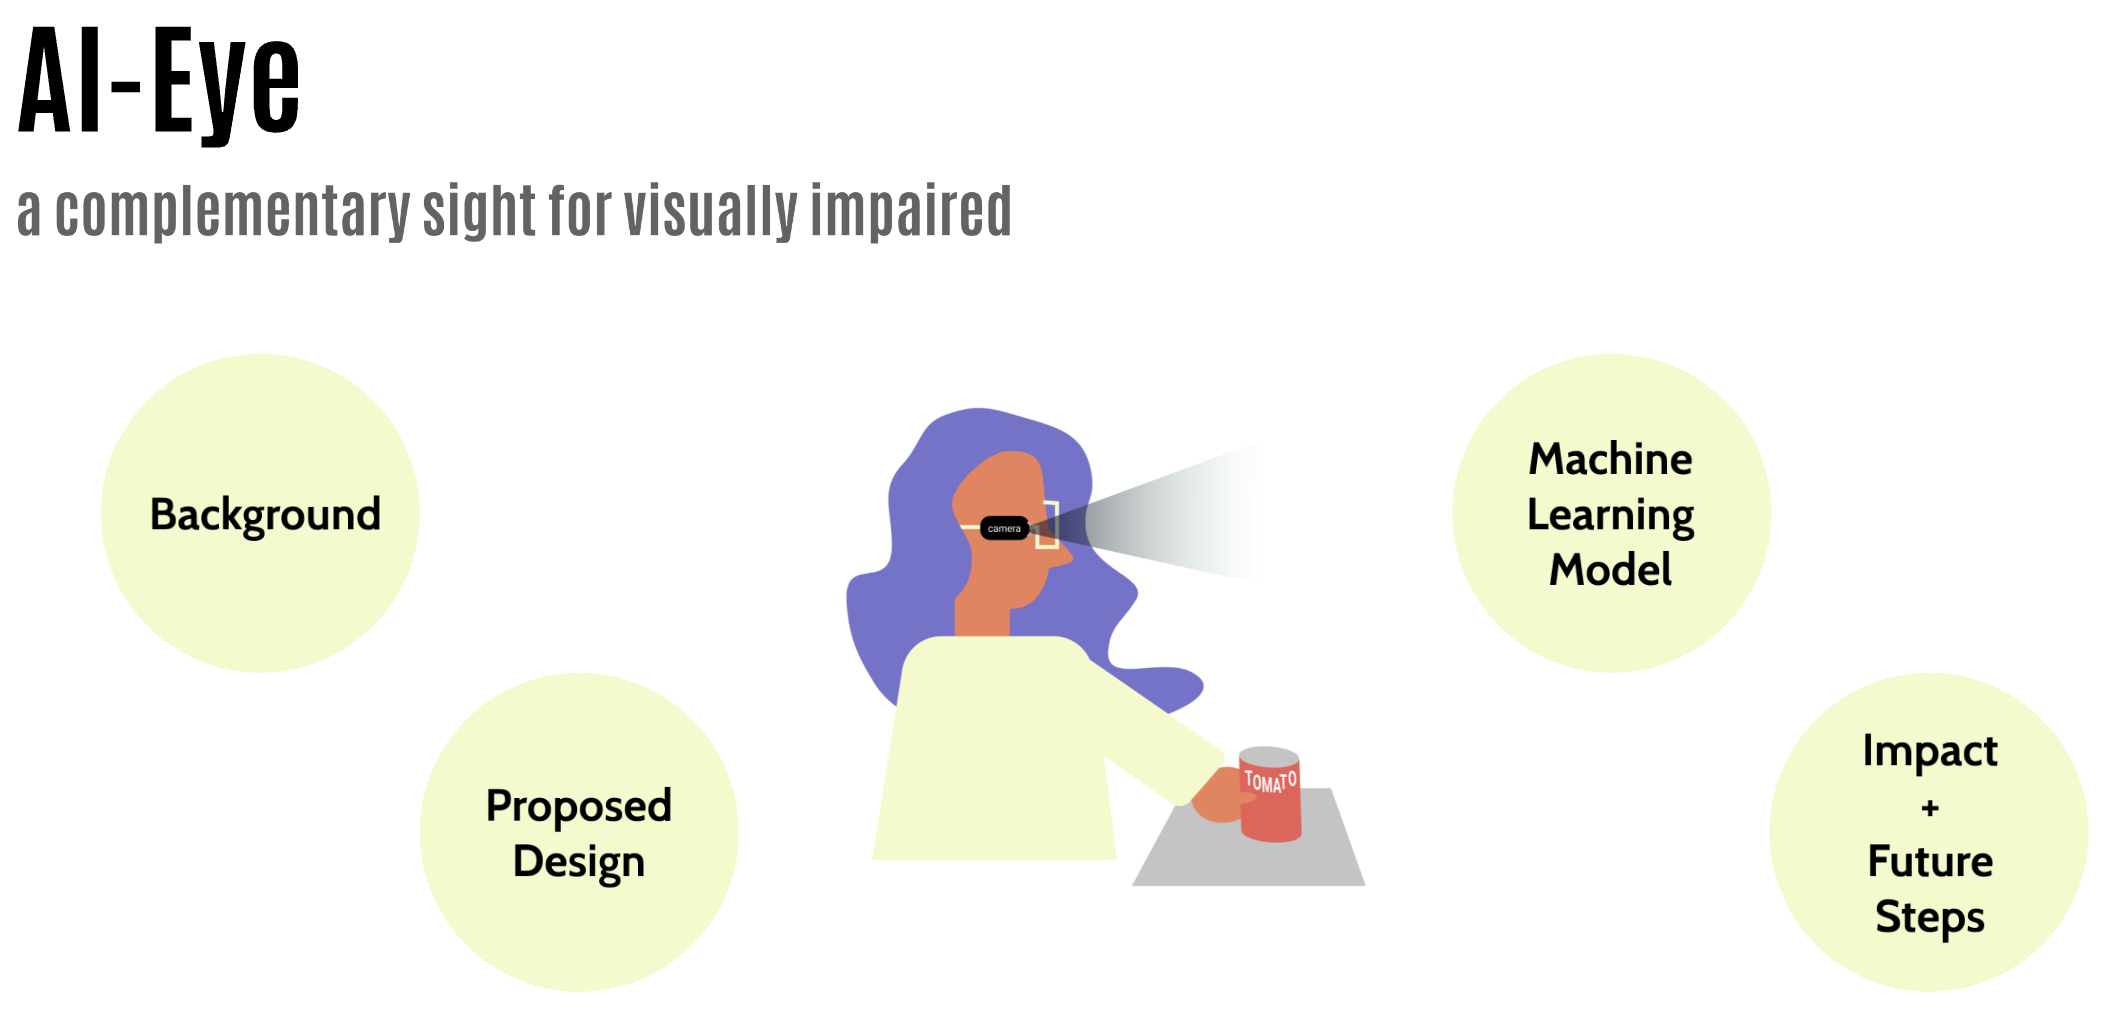 AI-Eye
a complementary sight for visually impaired
Background
Proposed
Design
camera
TOMATO
Machine
Learning
Model
Impact
+
Future
Steps